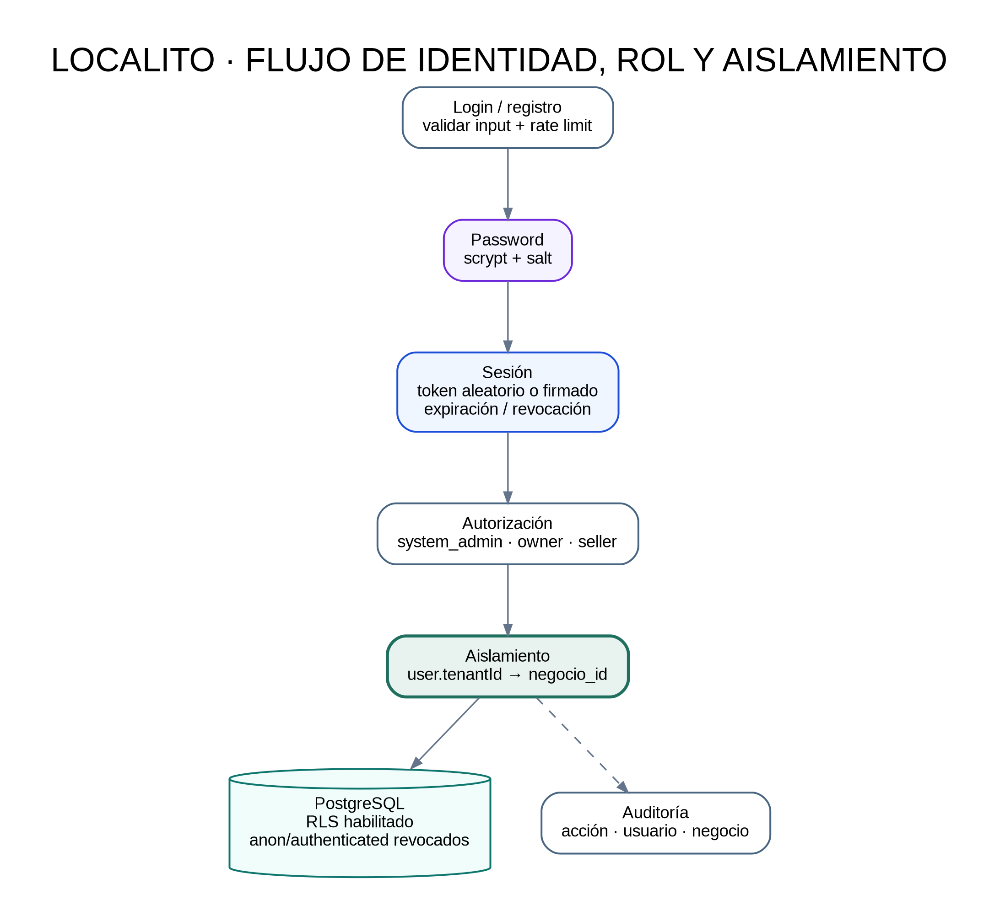 LOCALITO · FLUJO DE IDENTIDAD, ROL Y AISLAMIENTO
Login / registro
validar input + rate limit
Password
scrypt + salt
Sesión
token aleatorio o firmado
expiración / revocación
Autorización
system_admin · owner · seller
Aislamiento
user.tenantId → negocio_id
PostgreSQL
RLS habilitado
anon/authenticated revocados
Auditoría
acción · usuario · negocio